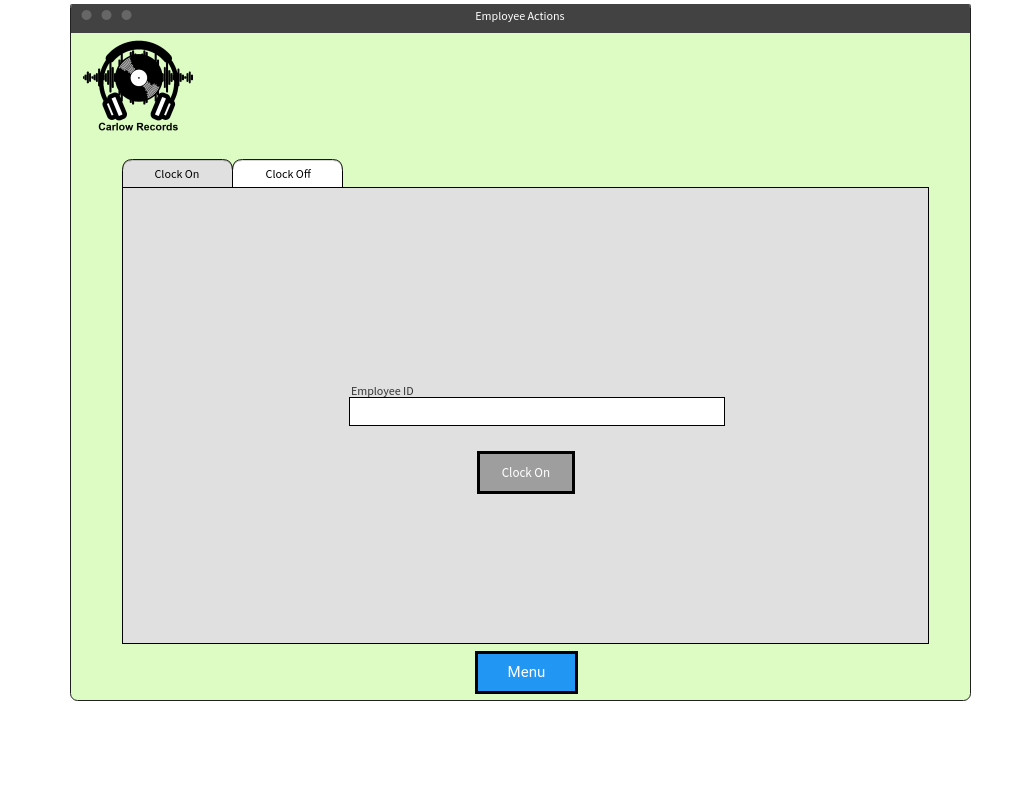 Employee Actions
Carlow Records
Clock On
Clock Off
Employee ID
Clock On
Menu